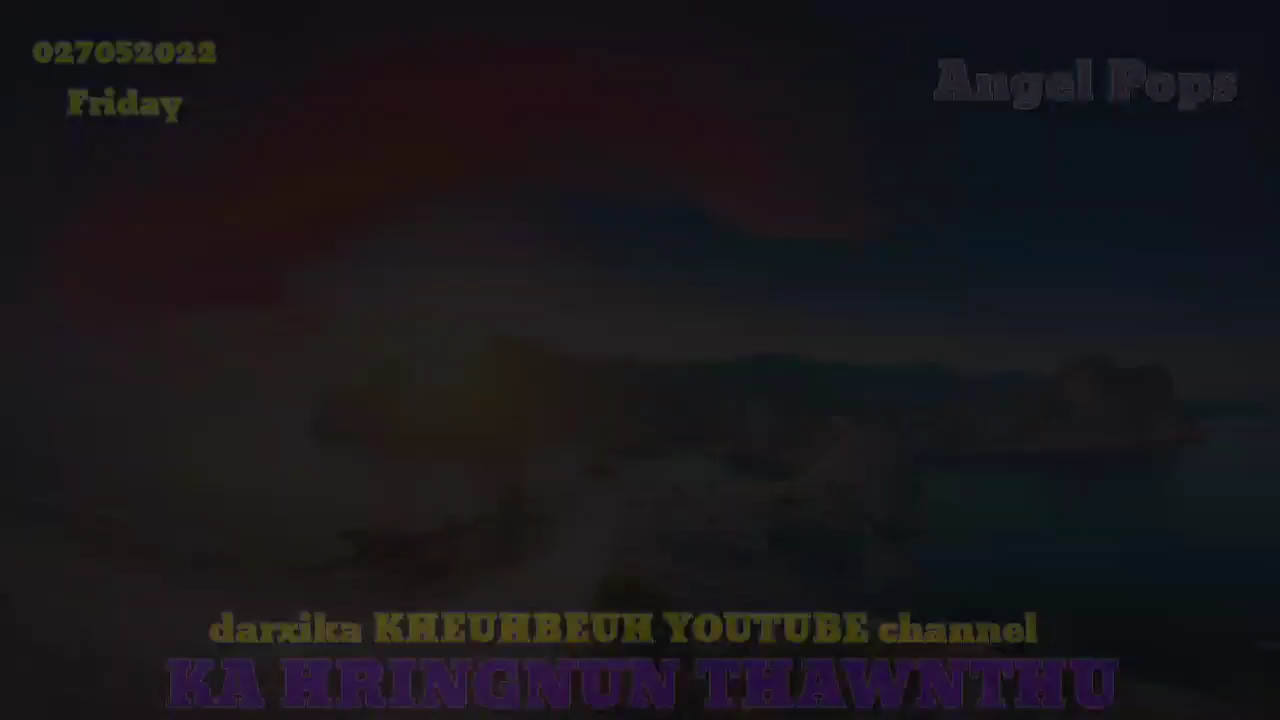 027052022
Friday
Angel Pops
darxika KHEUHBEUH YOUTUBE channel
KA HRINGNUN THAWNTHU